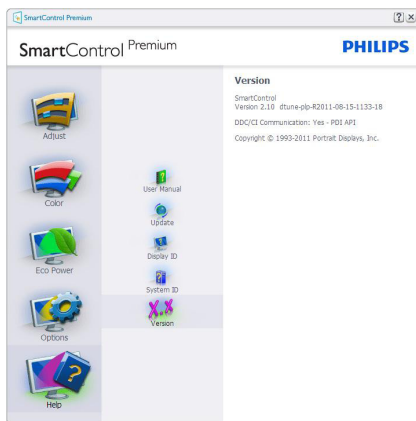 SmartControl Premium
SmartControl Premium
PHILIPS
Adjust
Color
Eco Power
Options
Help
User Manual
Update
Display ID
System ID
X.X
Version
Version
SmartControl
Version 2.10 dtune-plp-R2011-08-15-1133-18
DDC/CI Communication: Yes - PDI API
Copyright © 1993-2011 Portrait Displays, Inc.